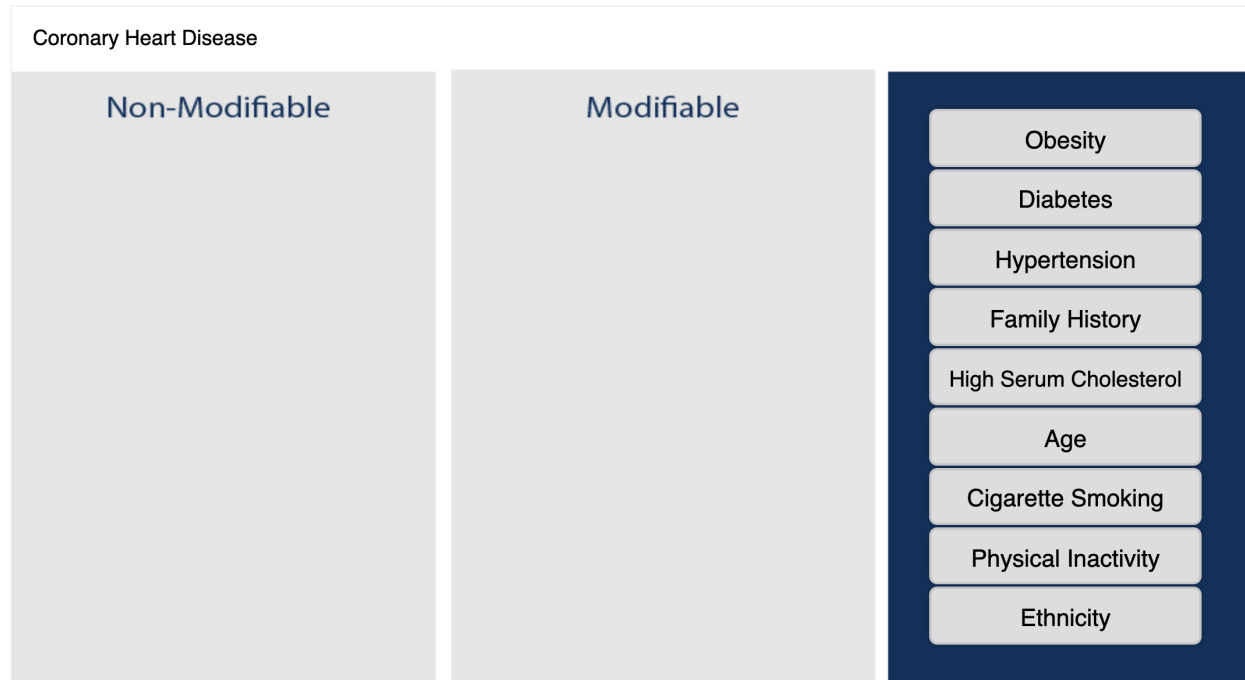 Coronary Heart Disease
Non-Modifiable
Modifiable
Obesity
Diabetes
Hypertension
Family History
High Serum Cholesterol
Age
Cigarette Smoking
Physical Inactivity
Ethnicity